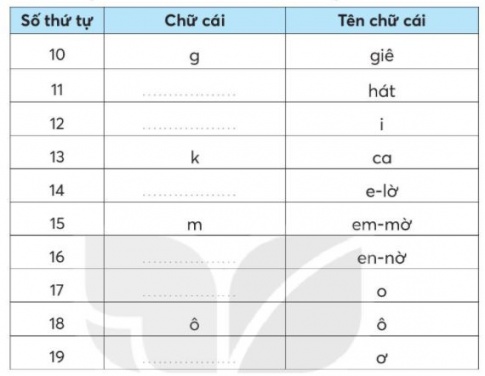 Số thứ tự Chữ cái Tên chữ cái
10 g giê
11 .................. hát
12 .................. i
13 k ca
14 .................. e-lờ
15 m em-mờ
16 .................. en-nờ
17 .................. o
18 ô ô
19 .................. ơ